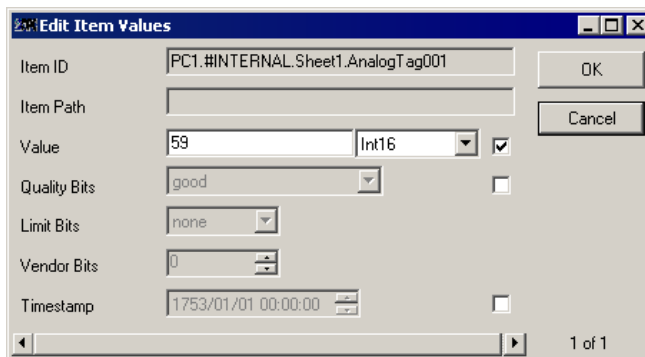 Edit Item Values
Item ID PC1.#INTERNAL.Sheet1.AnalogTag001 OK
Item Path
Cancel
Value 59 Int16
Quality Bits good
Limit Bits none
Vendor Bits 0
Timestamp 1753/01/01 00:00:00
1 of 1